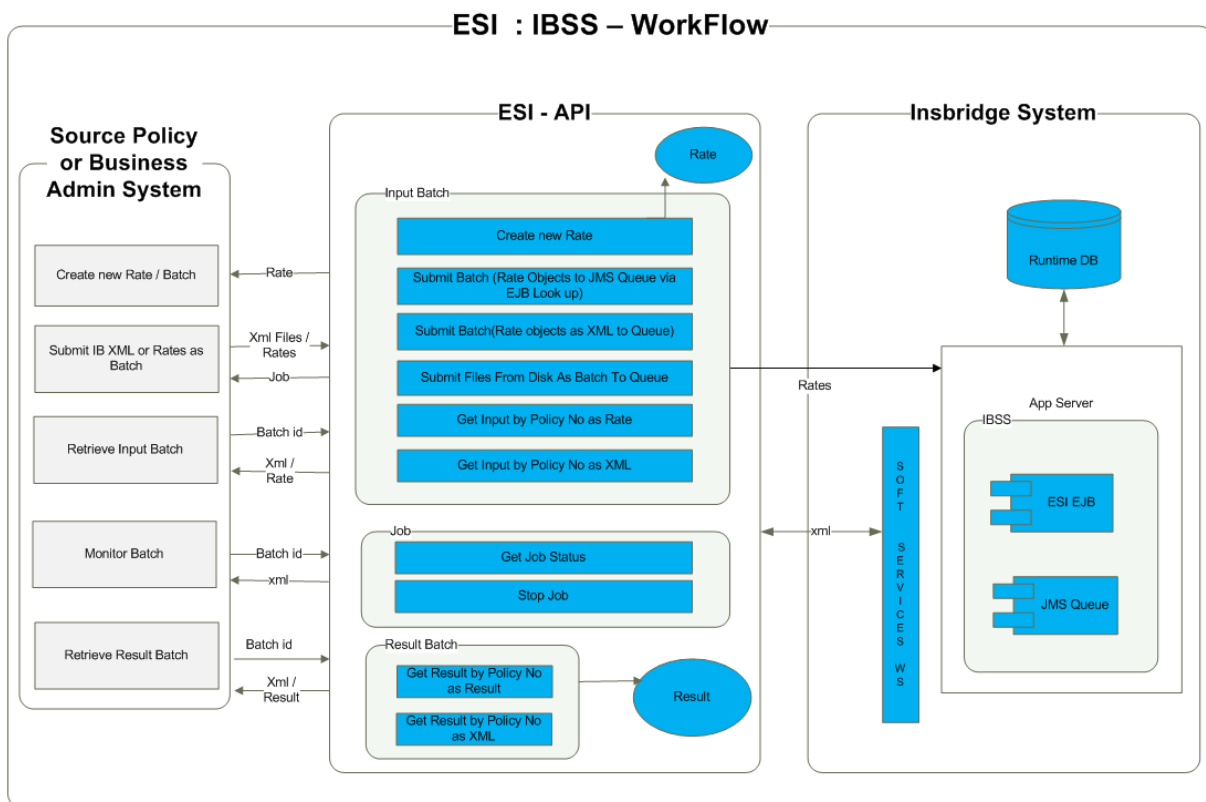 ESI : IBSS – WorkFlow
Source Policy
or Business
Admin System
Create new Rate / Batch
Submit IB XML or Rates as
Batch
Retrieve Input Batch
Monitor Batch
Retrieve Result Batch
Rate
Xml Files /
Rates
Job
Batch id
Xml /
Rate
Batch id
xml
Batch id
Xml /
Result
ESI - API
Rate
Input Batch
Create new Rate
Submit Batch (Rate Objects to JMS Queue via
EJB Look up)
Submit Batch(Rate objects as XML to Queue)
Submit Files From Disk As Batch To Queue
Get Input by Policy No as Rate
Get Input by Policy No as XML
Job
Get Job Status
Stop Job
Result Batch
Get Result by Policy No
as Result
Get Result by Policy No
as XML
Result
Rates
xml
Insbridge System
Runtime DB
App Server
IBSS
ESI EJB
JMS Queue
SOFT SERVICES WS